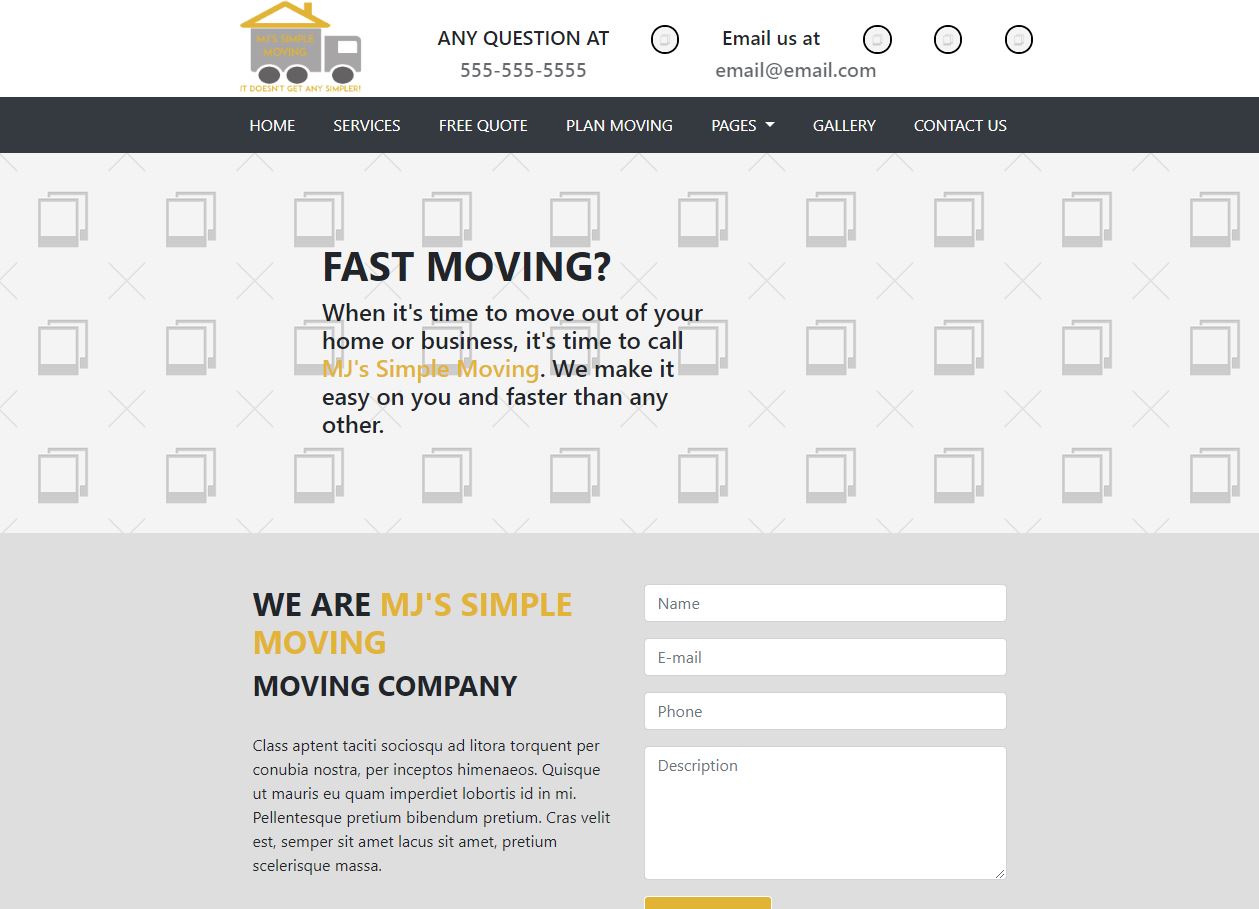 MJ'S SIMPLE
MOVING
IT DOESN'T GET ANY SIMPLER!
ANY QUESTION AT
555-555-5555
Email us at
email@email.com
HOME SERVICES FREE QUOTE PLAN MOVING PAGES GALLERY CONTACT US
FAST MOVING?
When it's time to move out of your
home or business, it's time to call
MJ's Simple Moving. We make it
easy on you and faster than any
other.
WE ARE MJ'S SIMPLE
MOVING
MOVING COMPANY
Class aptent taciti sociosqu ad litora torquent per
conubia nostra, per inceptos himenaeos. Quisque
ut mauris eu quam imperdiet lobortis id in mi.
Pellentesque pretium bibendum pretium. Cras velit
est, semper sit amet lacus sit amet, pretium
scelerisque massa.
Name
E-mail
Phone
Description